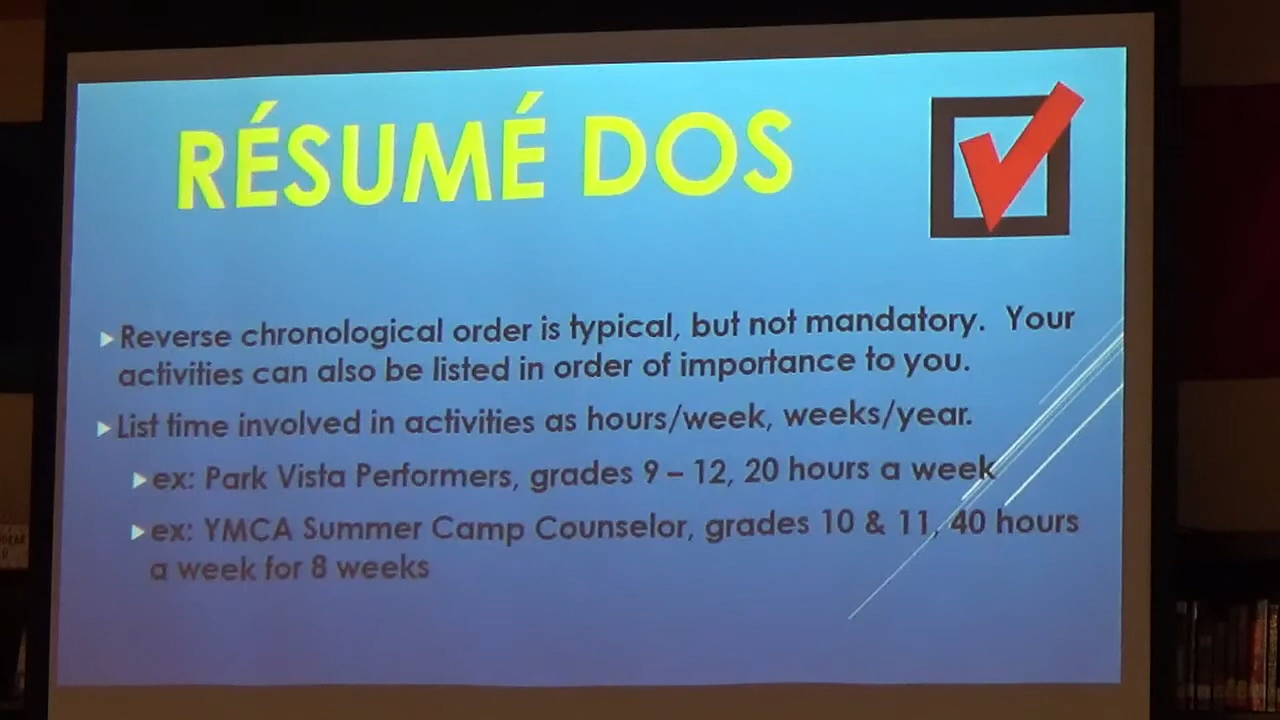 RÉSUMÉ DOS
Reverse chronological order is typical, but not mandatory. Your
activities can also be listed in order of importance to you.
List time involved in activities as hours/week, weeks/year.
ex: Park Vista Performers, grades 9 – 12, 20 hours a week
ex: YMCA Summer Camp Counselor, grades 10 & 11, 40 hours
a week for 8 weeks